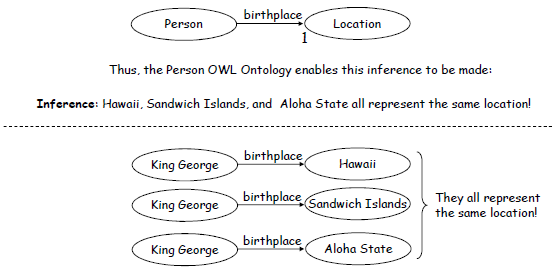 birthplace
Person Location
1
Thus, the Person OWL Ontology enables this inference to be made:
Inference: Hawaii, Sandwich Islands, and Aloha State all represent the same location!
King George birthplace Hawaii
King George birthplace Sandwich Islands
King George birthplace Aloha State
They all represent
the same location!